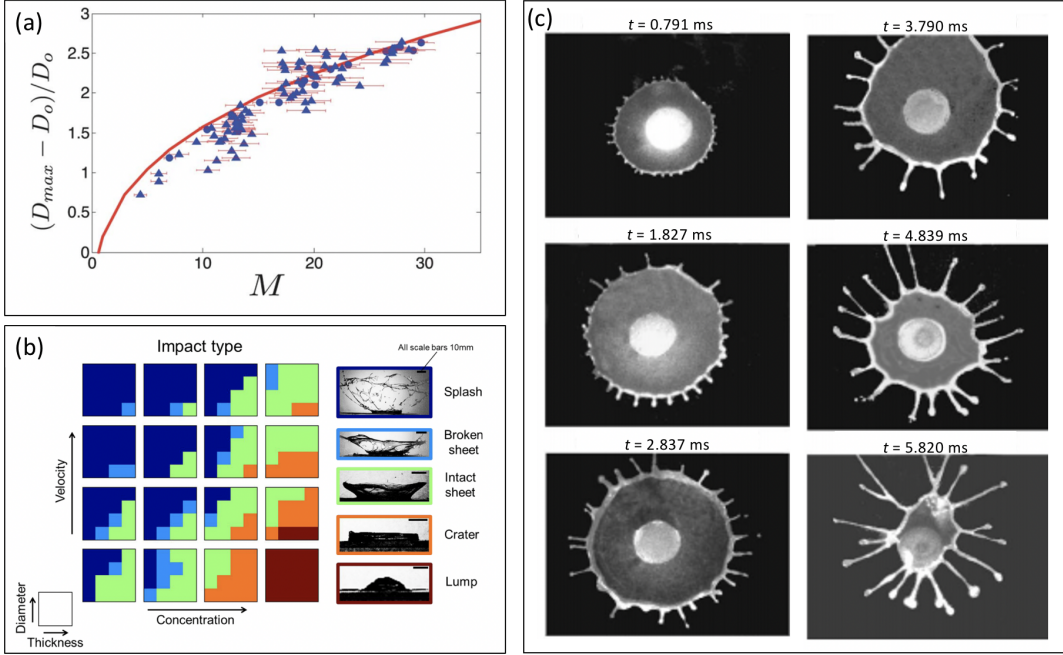 (a)
(D_max − D_o)/D_o
3
2.5
2
1.5
1
0.5
0
0
10
20
30
M
(b)
Impact type
All scale bars 10mm
Splash
Broken
sheet
Intact
sheet
Crater
Lump
Velocity
Concentration
Diameter
Thickness
(c)
t = 0.791 ms
t = 3.790 ms
t = 1.827 ms
t = 4.839 ms
t = 2.837 ms
t = 5.820 ms